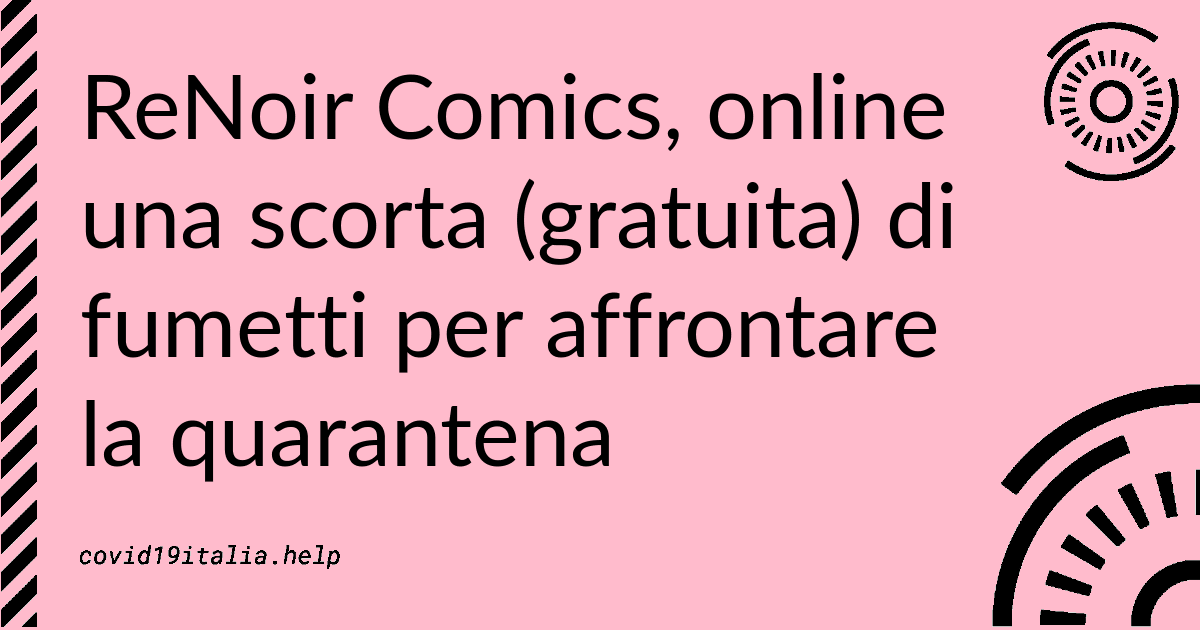 ReNoir Comics, online
una scorta (gratuita) di
fumetti per affrontare
la quarantena
covid19italia.help